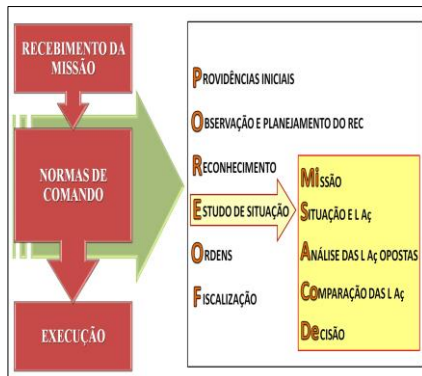 RECEBIMENTO DA
MISSÃO
NORMAS DE
COMANDO
EXECUÇÃO
PROVIDÊNCIAS INICIAIS
OBSERVAÇÃO E PLANEJAMENTO DO REC
RECONHECIMENTO
ESTUDO DE SITUAÇÃO
ORDENS
FISCALIZAÇÃO
MiSSÃO
SITUAÇÃO E L Aç
ANÁLISE DAS L Aç OPOSTAS
COMPARAÇÃO DAS L Aç
DeCISÃO